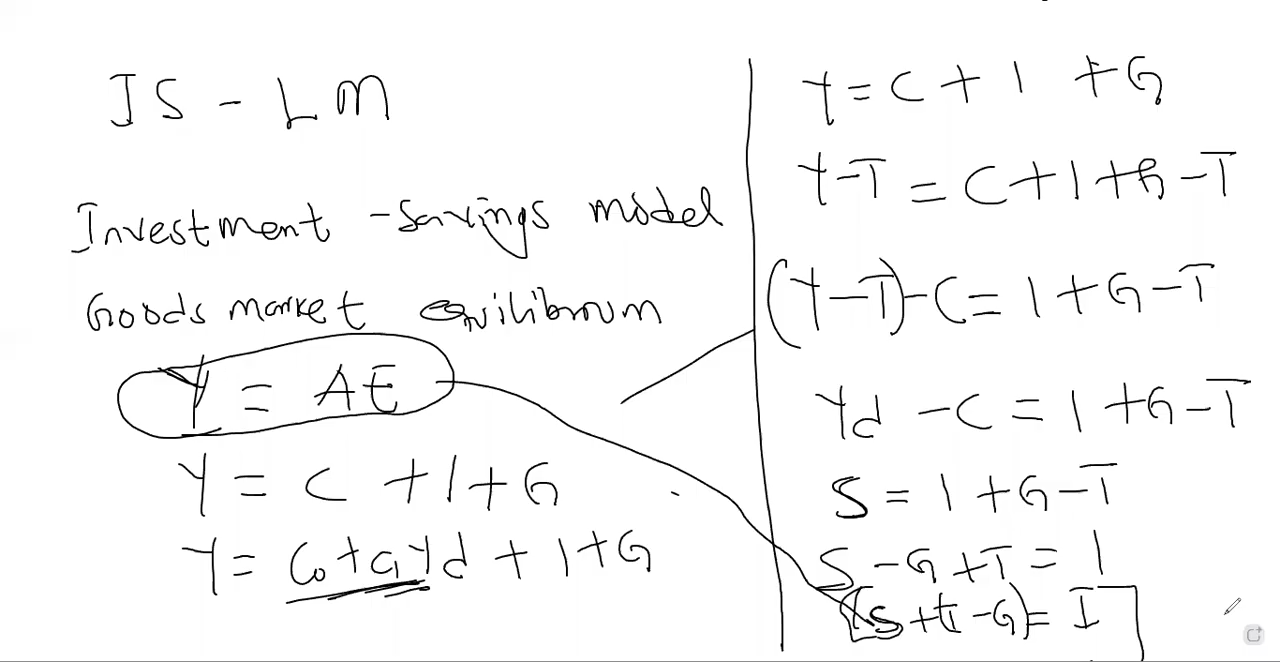 IS - LM
Investment - Savings model
Goods market equilibrium
Y = AE
Y = C + I + G
Y = C₀ + C₁Yd + I + G
Y = C + I + G
Y - T = C + I + G - T
(Y - T) - C = I + G - T
Yd - C = I + G - T
S = I + G - T
S - G + T = I
[S + (T - G)] = I